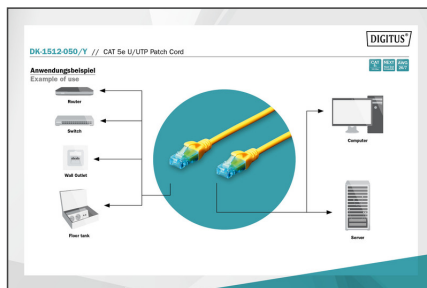 DIGITUS®
DK-1512-050/Y // CAT 5e U/UTP Patch Cord
Anwendungsbeispiel
Example of use
Router
Switch
Wall Outlet
Floor tank
Computer
Server